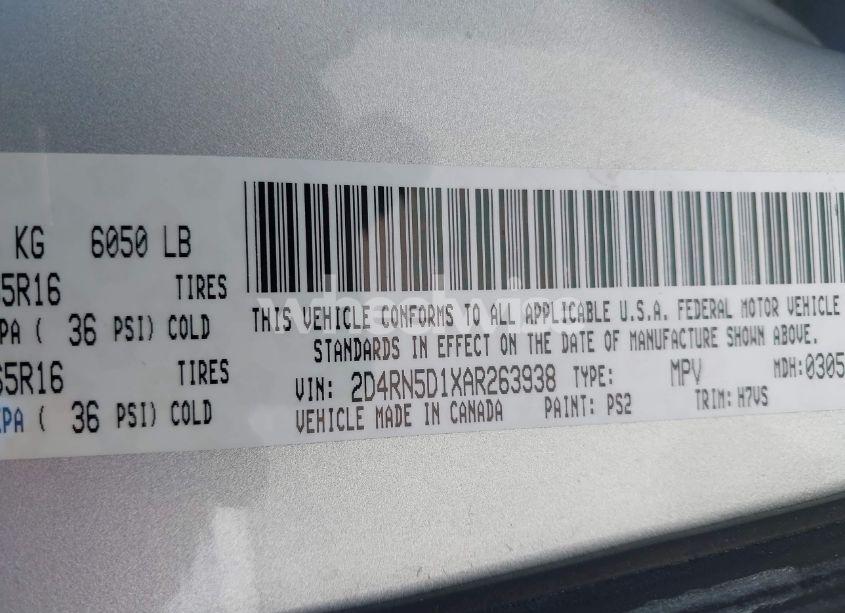 KG 6050 LB
5R16 TIRES
PA ( 36 PSI) COLD
65R16 TIRES
PA ( 36 PSI) COLD
THIS VEHICLE CONFORMS TO ALL APPLICABLE U.S.A. FEDERAL MOTOR VEHICLE
STANDARDS IN EFFECT ON THE DATE OF MANUFACTURE SHOWN ABOVE.
VIN: 2D4RN5D1XAR263938 TYPE: MPV MDH: 0305
VEHICLE MADE IN CANADA PAINT: PS2 TRIM: H7VS